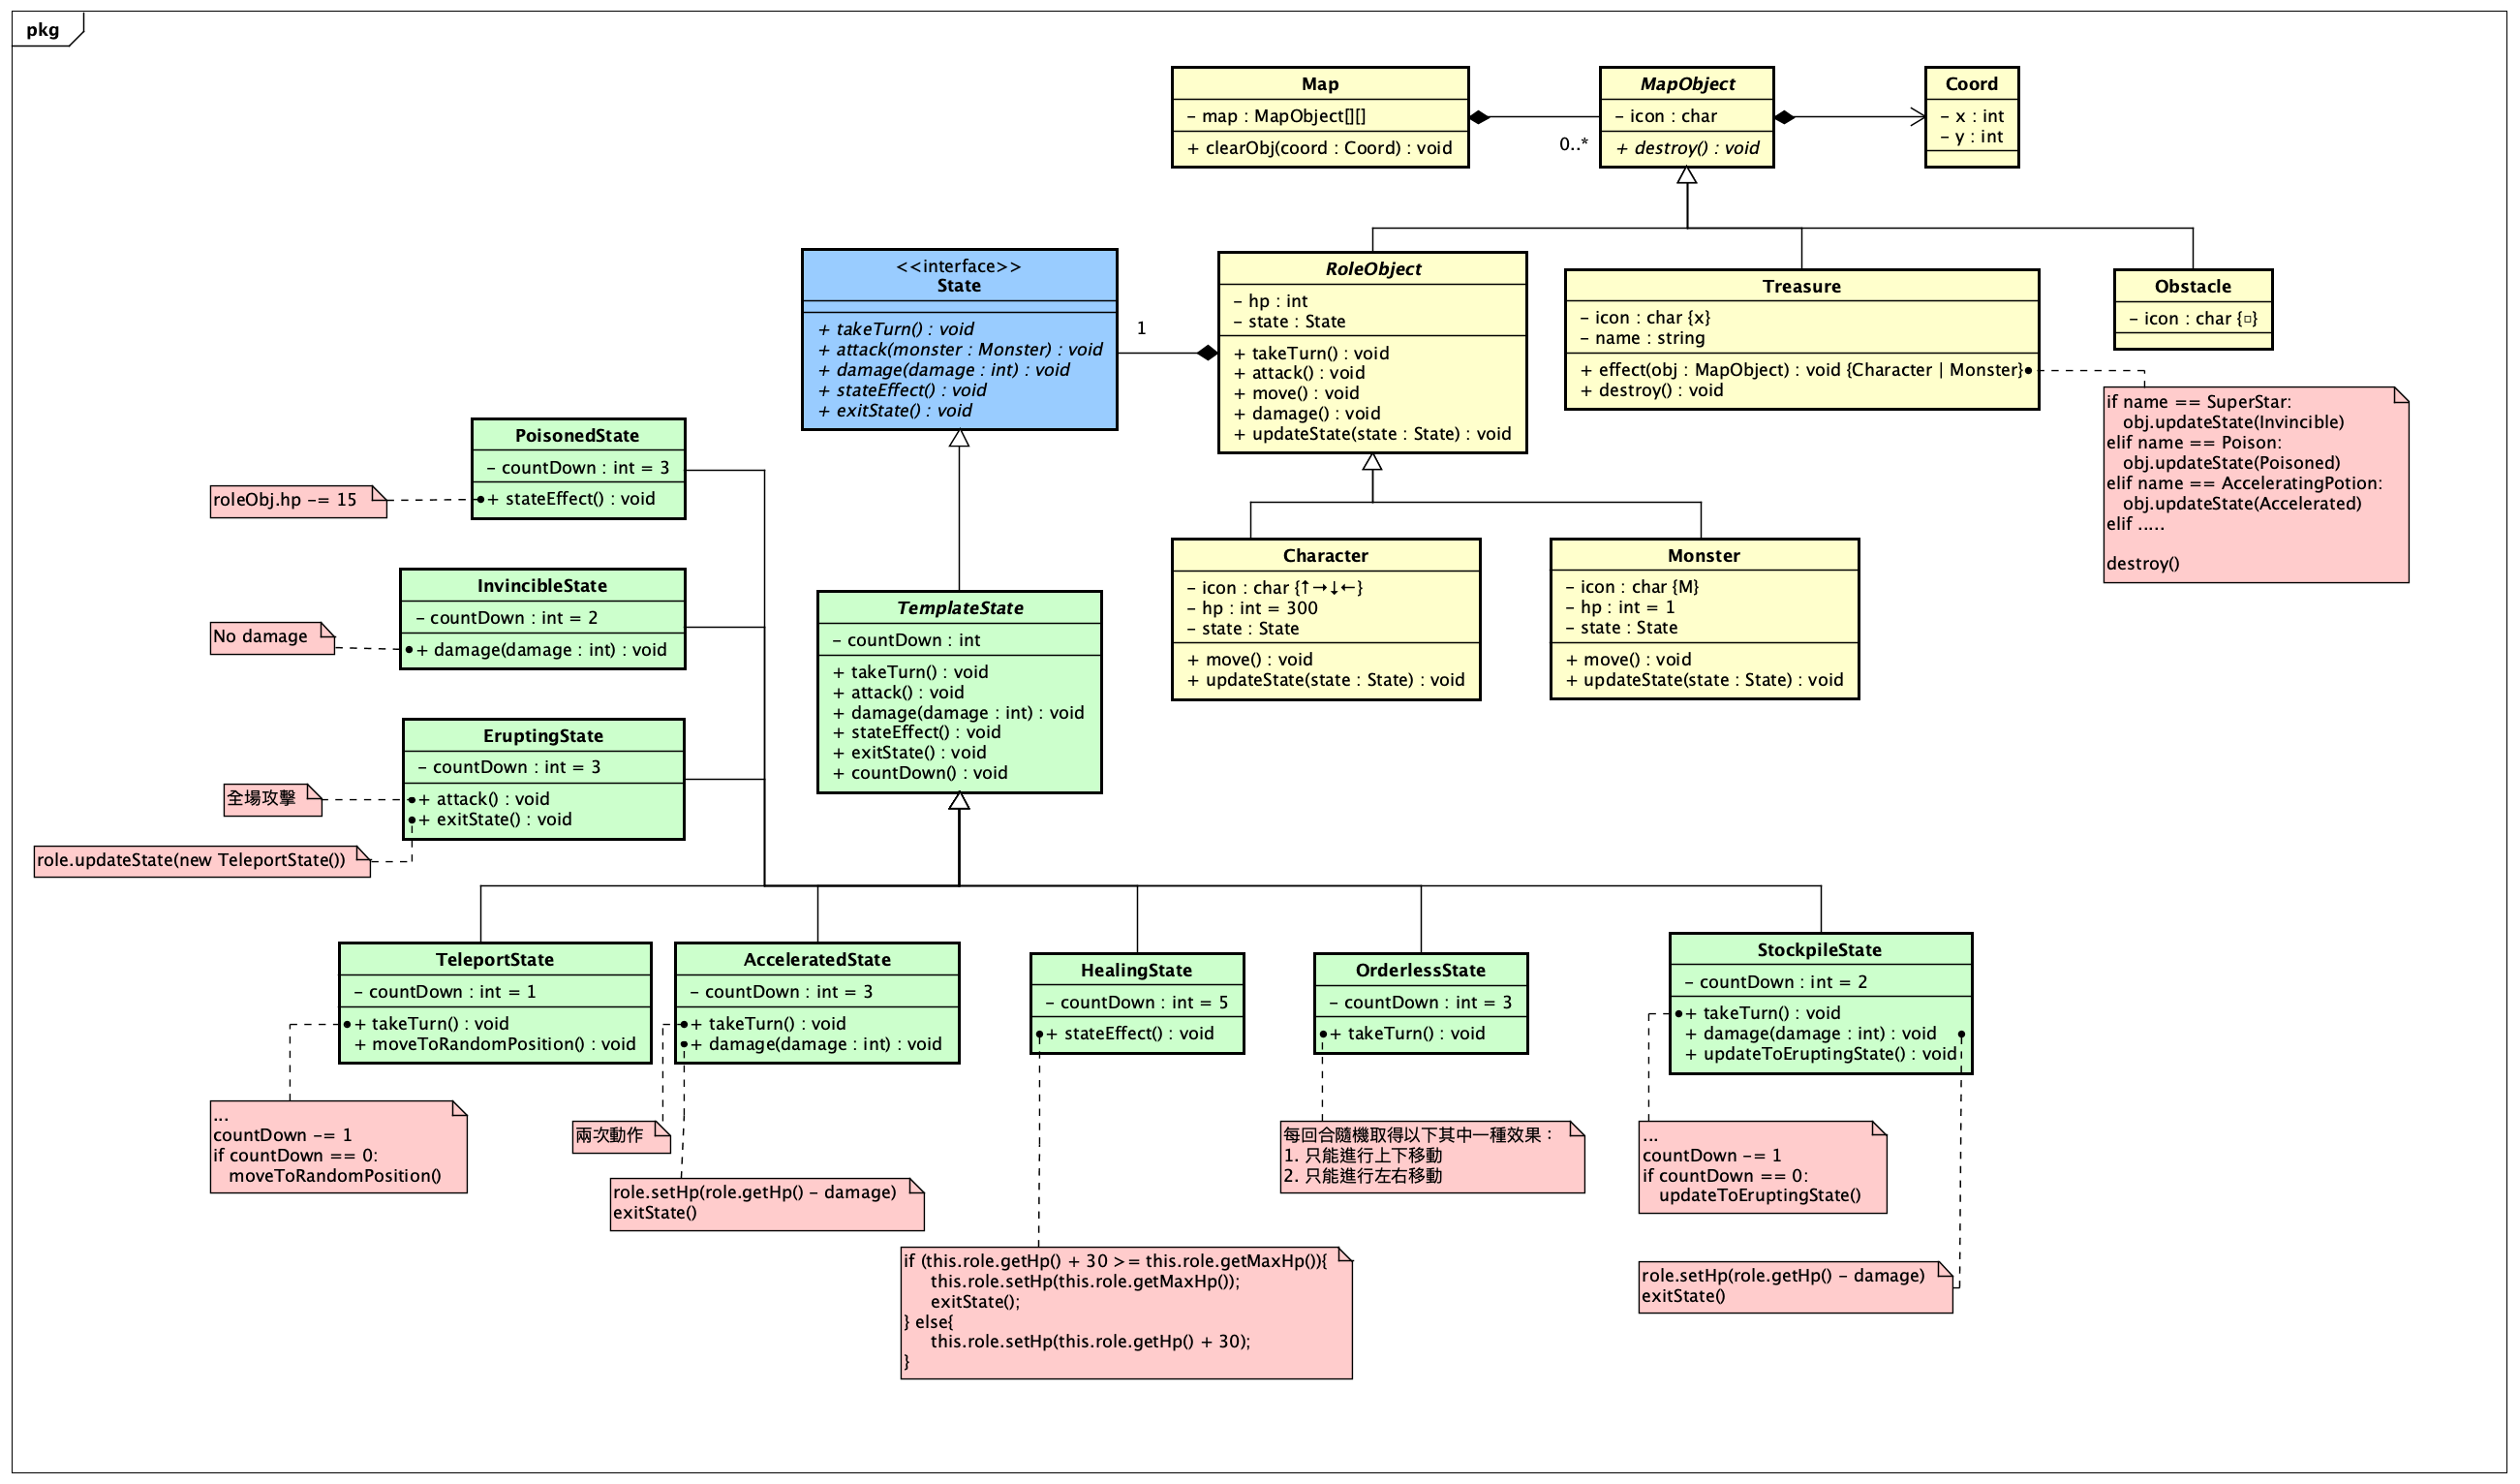 pkg
Map
– map : MapObject[][]
+ clearObj(coord : Coord) : void
0..*
MapObject
– icon : char
+ destroy() : void
Coord
– x : int
– y : int
<<interface>>
State
+ takeTurn() : void
+ attack(monster : Monster) : void
+ damage(damage : int) : void
+ stateEffect() : void
+ exitState() : void
1
RoleObject
– hp : int
– state : State
+ takeTurn() : void
+ attack() : void
+ move() : void
+ damage() : void
+ updateState(state : State) : void
Treasure
– icon : char {x}
– name : string
+ effect(obj : MapObject) : void {Character | Monster}
+ destroy() : void
Obstacle
– icon : char {□}
if name == SuperStar:
obj.updateState(Invincible)
elif name == Poison:
obj.updateState(Poisoned)
elif name == AcceleratingPotion:
obj.updateState(Accelerated)
elif .....
destroy()
PoisonedState
– countDown : int = 3
+ stateEffect() : void
roleObj.hp –= 15
InvincibleState
– countDown : int = 2
+ damage(damage : int) : void
No damage
EruptingState
– countDown : int = 3
+ attack() : void
+ exitState() : void
全場攻擊
role.updateState(new TeleportState())
TemplateState
– countDown : int
+ takeTurn() : void
+ attack() : void
+ damage(damage : int) : void
+ stateEffect() : void
+ exitState() : void
+ countDown() : void
Character
– icon : char {↑→↓←}
– hp : int = 300
– state : State
+ move() : void
+ updateState(state : State) : void
Monster
– icon : char {M}
– hp : int = 1
– state : State
+ move() : void
+ updateState(state : State) : void
TeleportState
– countDown : int = 1
+ takeTurn() : void
+ moveToRandomPosition() : void
...
countDown –= 1
if countDown == 0:
moveToRandomPosition()
AcceleratedState
– countDown : int = 3
+ takeTurn() : void
+ damage(damage : int) : void
兩次動作
role.setHp(role.getHp() – damage)
exitState()
HealingState
– countDown : int = 5
+ stateEffect() : void
if (this.role.getHp() + 30 >= this.role.getMaxHp()){
this.role.setHp(this.role.getMaxHp());
exitState();
} else{
this.role.setHp(this.role.getHp() + 30);
}
OrderlessState
– countDown : int = 3
+ takeTurn() : void
每回合隨機取得以下其中一種效果：
1. 只能進行上下移動
2. 只能進行左右移動
StockpileState
– countDown : int = 2
+ takeTurn() : void
+ damage(damage : int) : void
+ updateToEruptingState() : void
...
countDown –= 1
if countDown == 0:
updateToEruptingState()
role.setHp(role.getHp() – damage)
exitState()